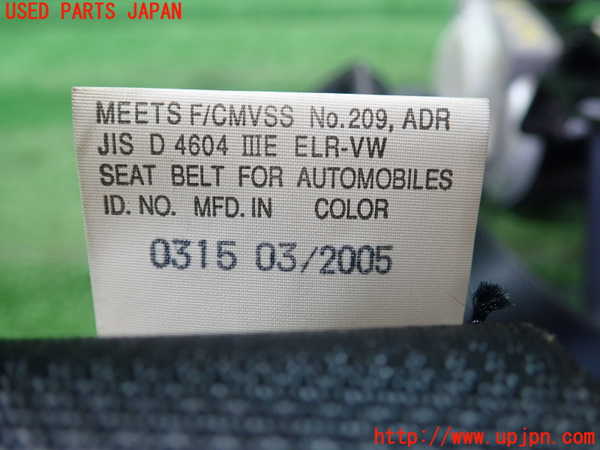 USED PARTS JAPAN
MEETS F/CMVSS No.209, ADR
JIS D 4604 IIIE ELR-VW
SEAT BELT FOR AUTOMOBILES
ID. NO. MFD. IN COLOR
0315 03/2005
http://www.upjpn.com/